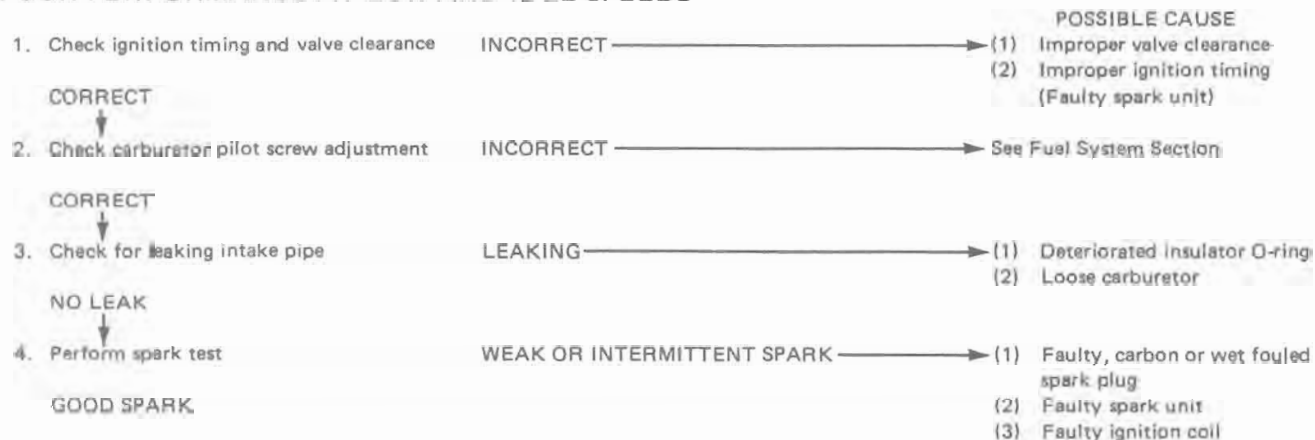 POSSIBLE CAUSE
1. Check ignition timing and valve clearance INCORRECT (1) Improper valve clearance
(2) Improper ignition timing
CORRECT (Faulty spark unit)
2. Check carburetor pilot screw adjustment INCORRECT See Fuel System Section
CORRECT
3. Check for leaking intake pipe LEAKING (1) Deteriorated insulator O-ring
(2) Loose carburetor
NO LEAK
4. Perform spark test WEAK OR INTERMITTENT SPARK (1) Faulty, carbon or wet fouled
spark plug
GOOD SPARK (2) Faulty spark unit
(3) Faulty ignition coil